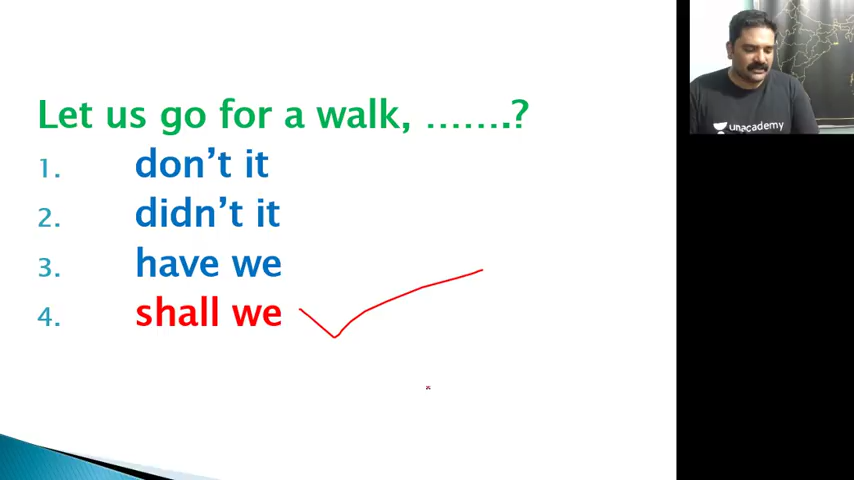 Let us go for a walk, …….?
1. don’t it
2. didn’t it
3. have we
4. shall we
unacademy